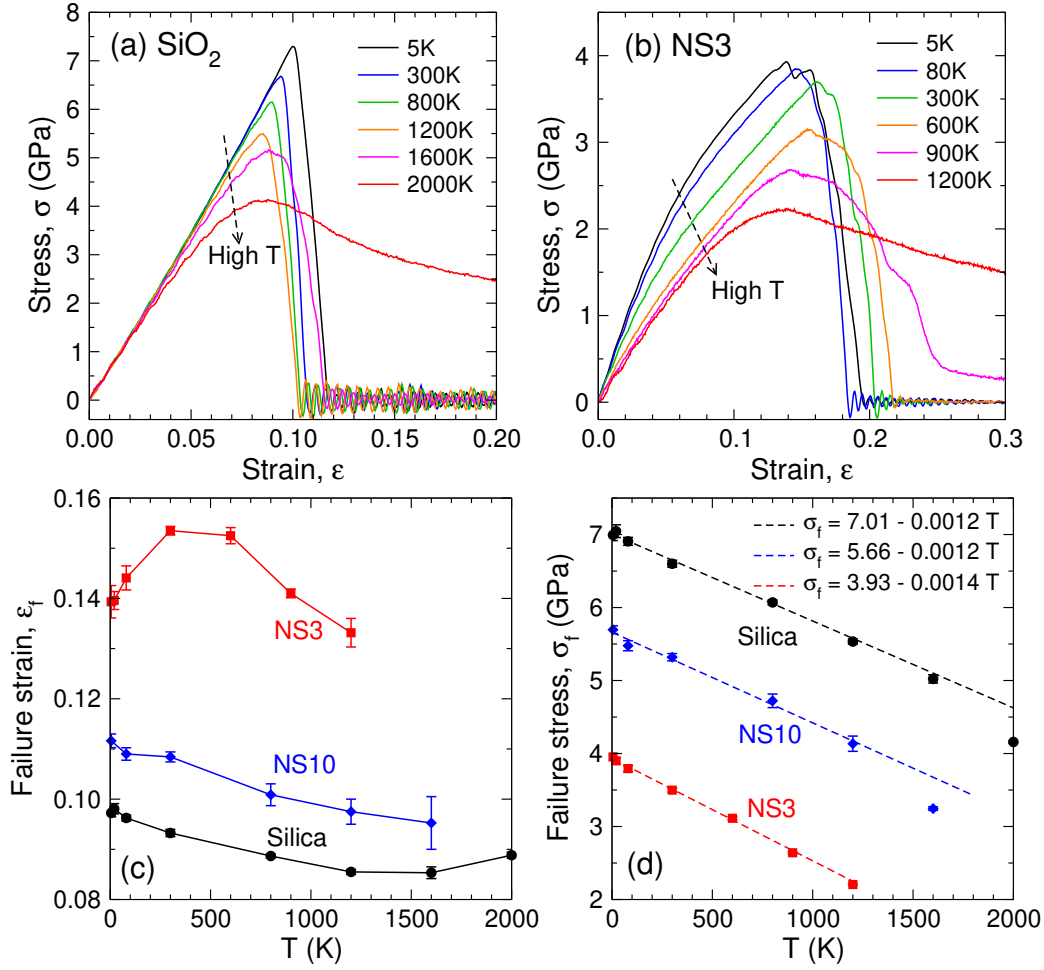 (a) SiO₂
5K
300K
800K
1200K
1600K
2000K
High T
Stress, σ (GPa)
0 1 2 3 4 5 6 7 8
0.00 0.05 0.10 0.15 0.20
Strain, ε
(b) NS3
5K
80K
300K
600K
900K
1200K
High T
Stress, σ (GPa)
0 1 2 3 4
0.0 0.1 0.2 0.3
Strain, ε
(c)
NS3
NS10
Silica
Failure strain, ε_f
0.08 0.10 0.12 0.14 0.16
0 500 1000 1500 2000
T (K)
(d)
σ_f = 7.01 - 0.0012 T
σ_f = 5.66 - 0.0012 T
σ_f = 3.93 - 0.0014 T
Silica
NS10
NS3
Failure stress, σ_f (GPa)
2 3 4 5 6 7
0 500 1000 1500 2000
T (K)